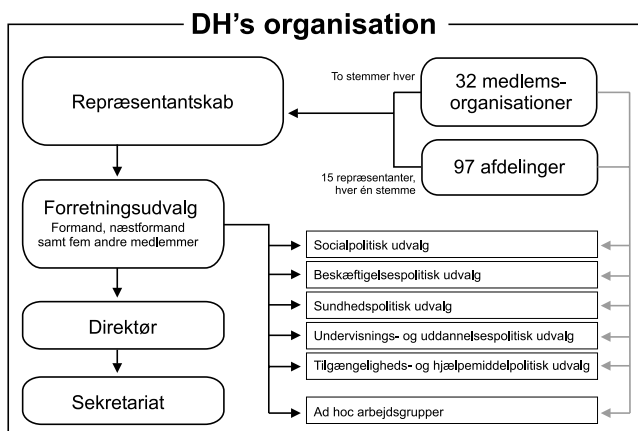 DH's organisation
Repræsentantskab
To stemmer hver
32 medlems-
organisationer
97 afdelinger
15 repræsentanter,
hver én stemme
Forretningsudvalg
Formand, næstformand
samt fem andre medlemmer
Socialpolitisk udvalg
Beskæftigelsespolitisk udvalg
Sundhedspolitisk udvalg
Undervisnings- og uddannelsespolitisk udvalg
Tilgængeligheds- og hjælpemiddelpolitisk udvalg
Ad hoc arbejdsgrupper
Direktør
Sekretariat